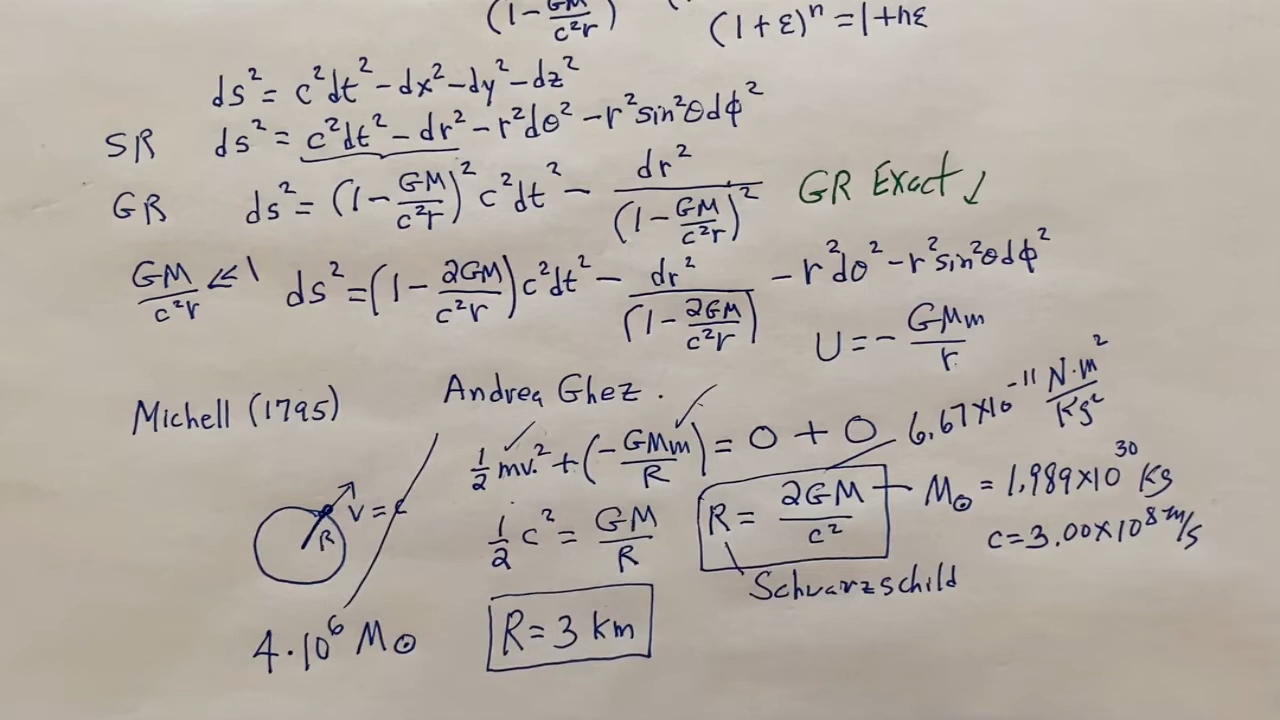 (1 - GM/c²r) (
(1+ε)ⁿ = 1+nε
ds² = c²dt² - dx² - dy² - dz²
SR ds² = c²dt² - dr² - r²dθ² - r²sin²θdϕ²
GR ds² = (1 - GM/c²r)² c²dt² - dr²/(1 - GM/c²r)² GR Exact ↓
GM/c²r << 1 ds² = (1 - 2GM/c²r) c²dt² - dr²/(1 - 2GM/c²r) - r²dθ² - r²sin²θdϕ²
U = - GMm/r
Michell (1795) Andrea Ghez.
½mv² + (- GMm/R) = 0 + 0 6.67×10⁻¹¹ N·m²/Kg²
V = c
R
½c² = GM/R R = 2GM/c² M⊙ = 1.989×10³⁰ Kg
c = 3.00×10⁸ m/s
Schwarzschild
4·10⁶ M⊙ R = 3 km